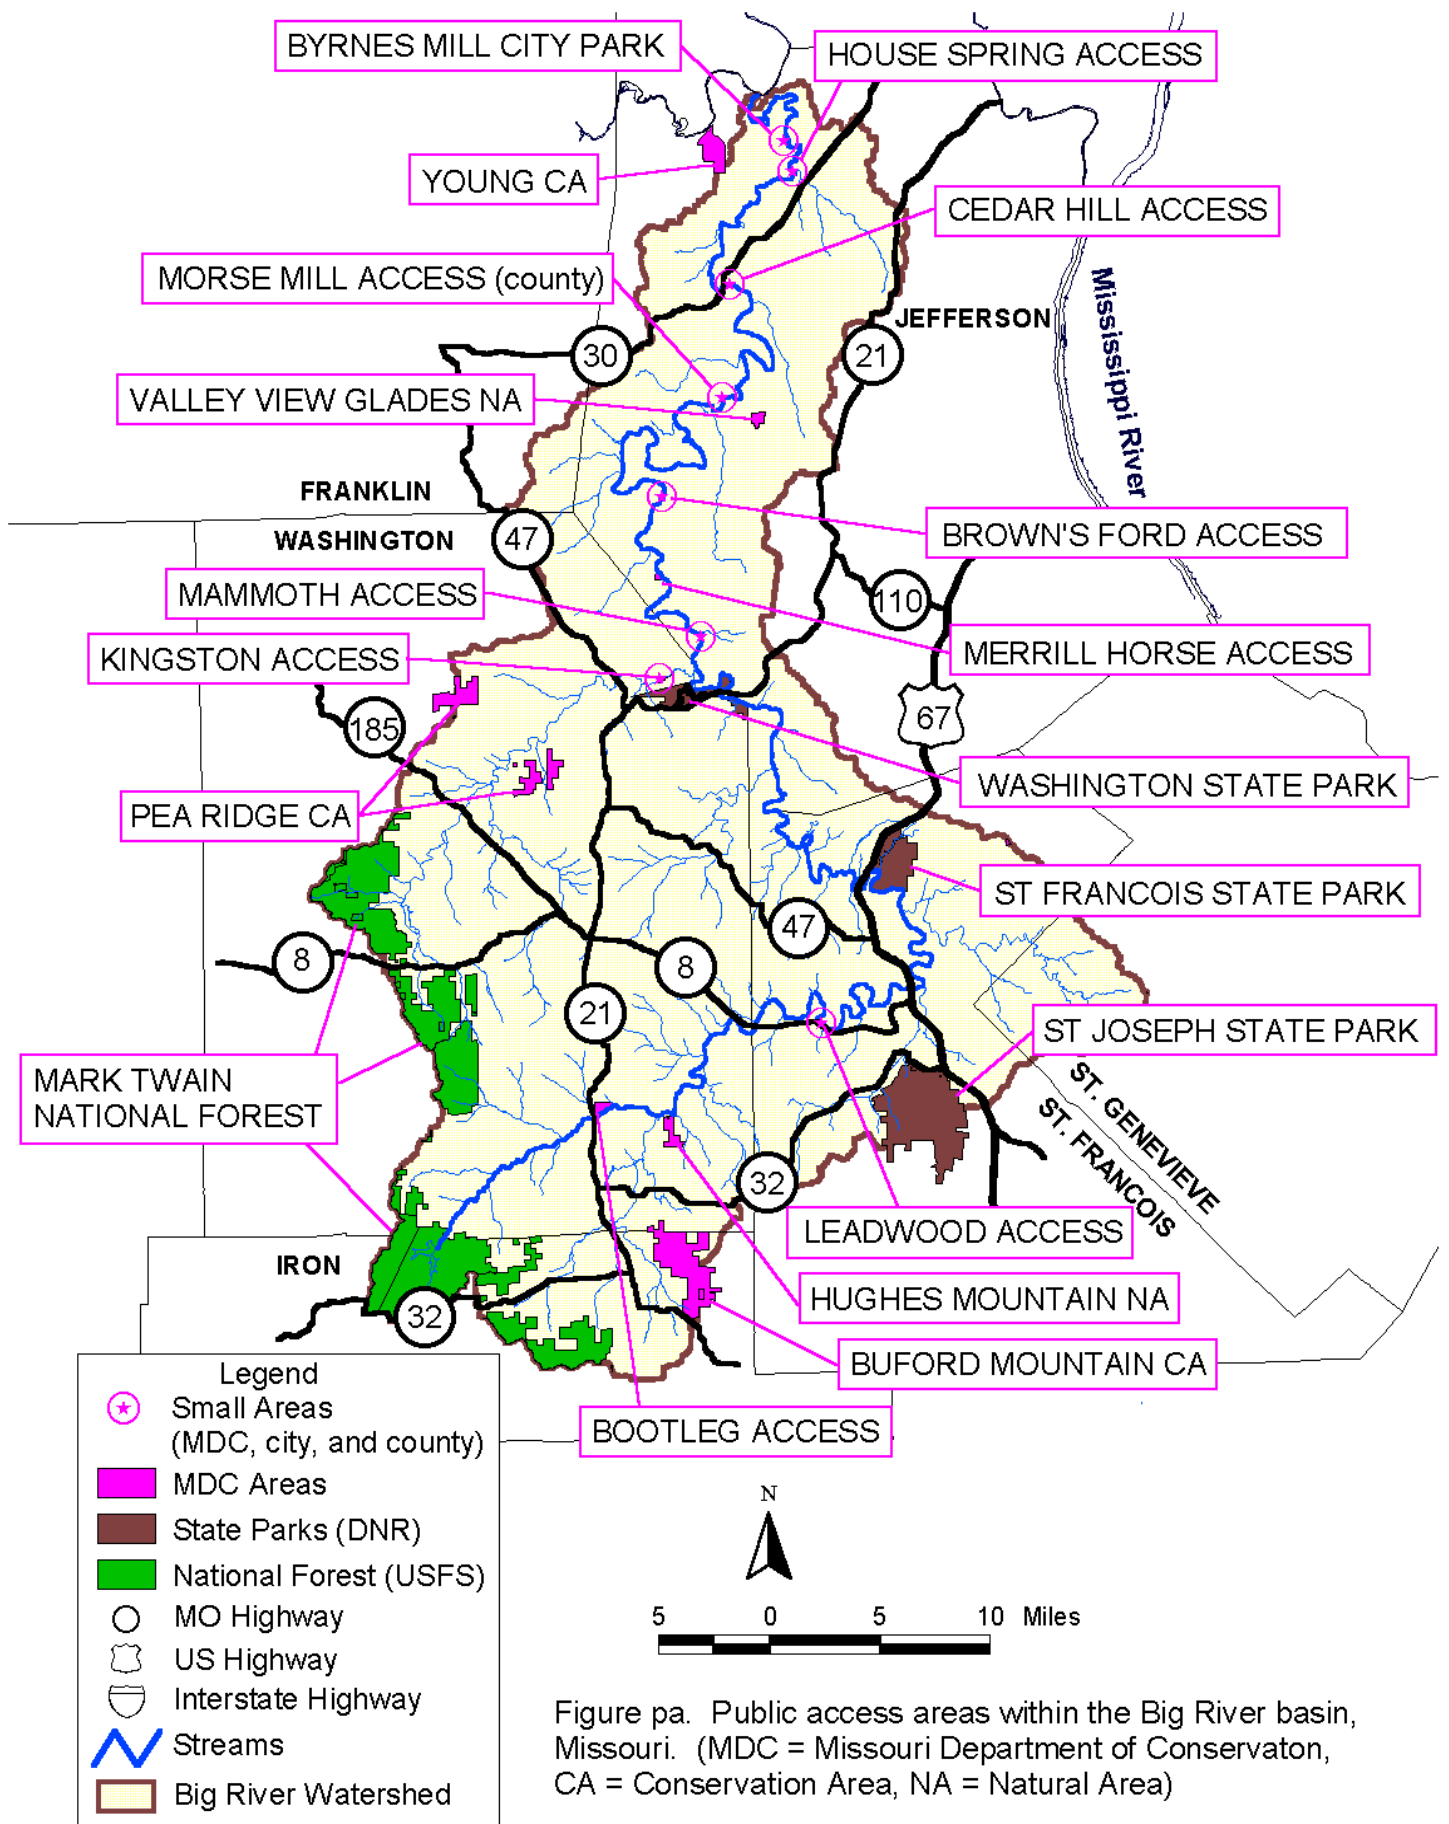 BYRNES MILL CITY PARK
HOUSE SPRING ACCESS
YOUNG CA
CEDAR HILL ACCESS
MORSE MILL ACCESS (county)
JEFFERSON
Mississippi River
30
21
VALLEY VIEW GLADES NA
FRANKLIN
WASHINGTON
47
BROWN'S FORD ACCESS
MAMMOTH ACCESS
110
KINGSTON ACCESS
MERRILL HORSE ACCESS
185
67
WASHINGTON STATE PARK
PEA RIDGE CA
ST FRANCOIS STATE PARK
47
8
8
21
ST JOSEPH STATE PARK
MARK TWAIN
NATIONAL FOREST
ST. GENEVIEVE
ST. FRANCOIS
32
LEADWOOD ACCESS
IRON
HUGHES MOUNTAIN NA
32
BUFORD MOUNTAIN CA
BOOTLEG ACCESS
Legend
Small Areas
(MDC, city, and county)
MDC Areas
State Parks (DNR)
National Forest (USFS)
MO Highway
US Highway
Interstate Highway
Streams
Big River Watershed
N
5 0 5 10 Miles
Figure pa. Public access areas within the Big River basin,
Missouri. (MDC = Missouri Department of Conservaton,
CA = Conservation Area, NA = Natural Area)